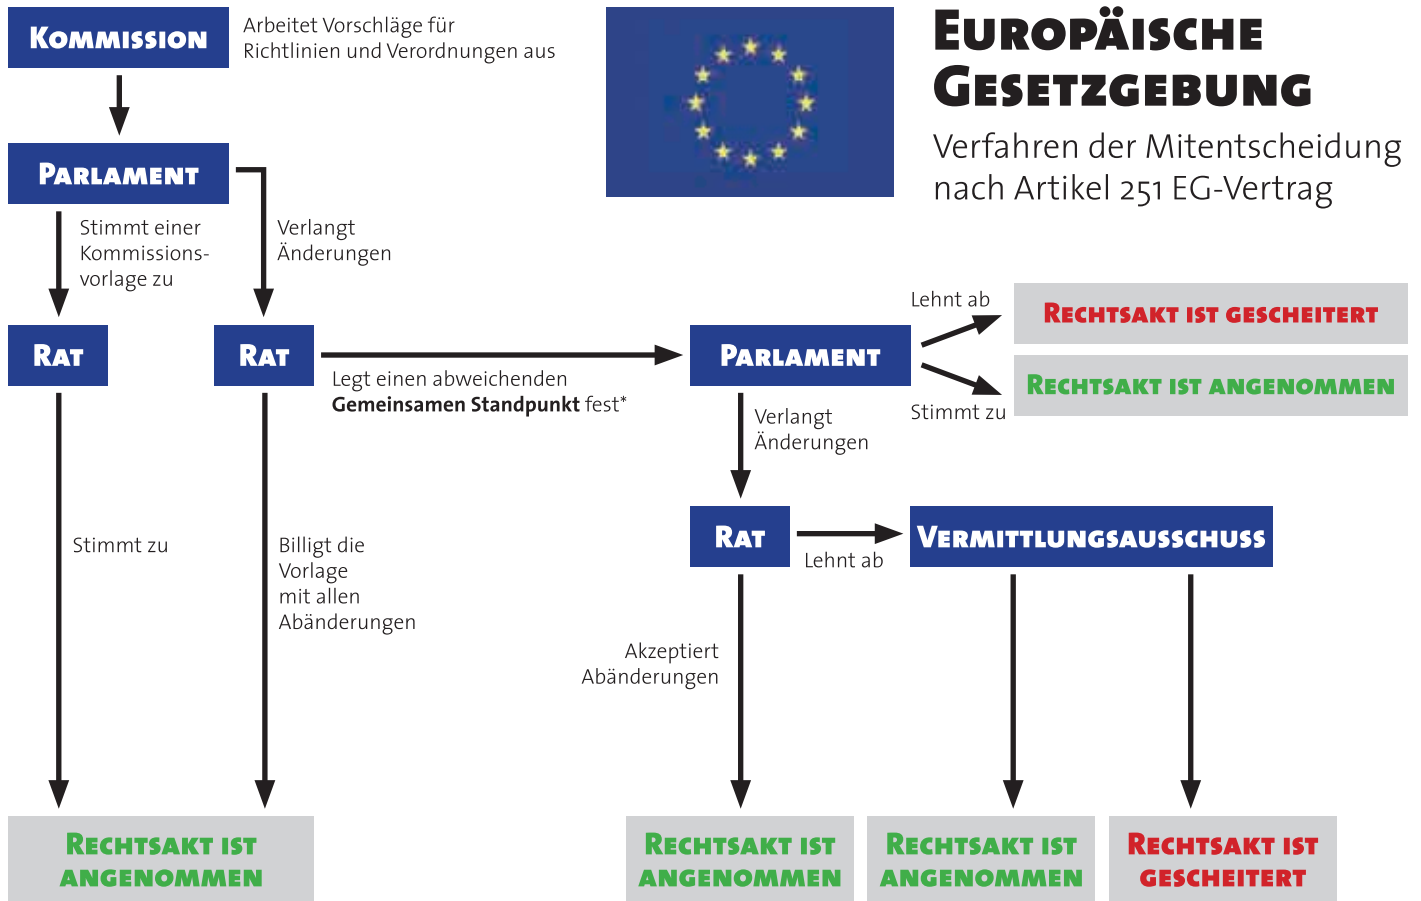 KOMMISSION
Arbeitet Vorschläge für
Richtlinien und Verordnungen aus
EUROPÄISCHE
GESETZGEBUNG
Verfahren der Mitentscheidung
nach Artikel 251 EG-Vertrag
PARLAMENT
Stimmt einer
Kommissions-
vorlage zu
Verlangt
Änderungen
RAT
RAT
Legt einen abweichenden
Gemeinsamen Standpunkt fest*
PARLAMENT
Lehnt ab
RECHTSAKT IST GESCHEITERT
RECHTSAKT IST ANGENOMMEN
Stimmt zu
Verlangt
Änderungen
RAT
Lehnt ab
VERMITTLUNGSAUSSCHUSS
Stimmt zu
Billigt die
Vorlage
mit allen
Abänderungen
Akzeptiert
Abänderungen
RECHTSAKT IST
ANGENOMMEN
RECHTSAKT IST
ANGENOMMEN
RECHTSAKT IST
ANGENOMMEN
RECHTSAKT IST
GESCHEITERT